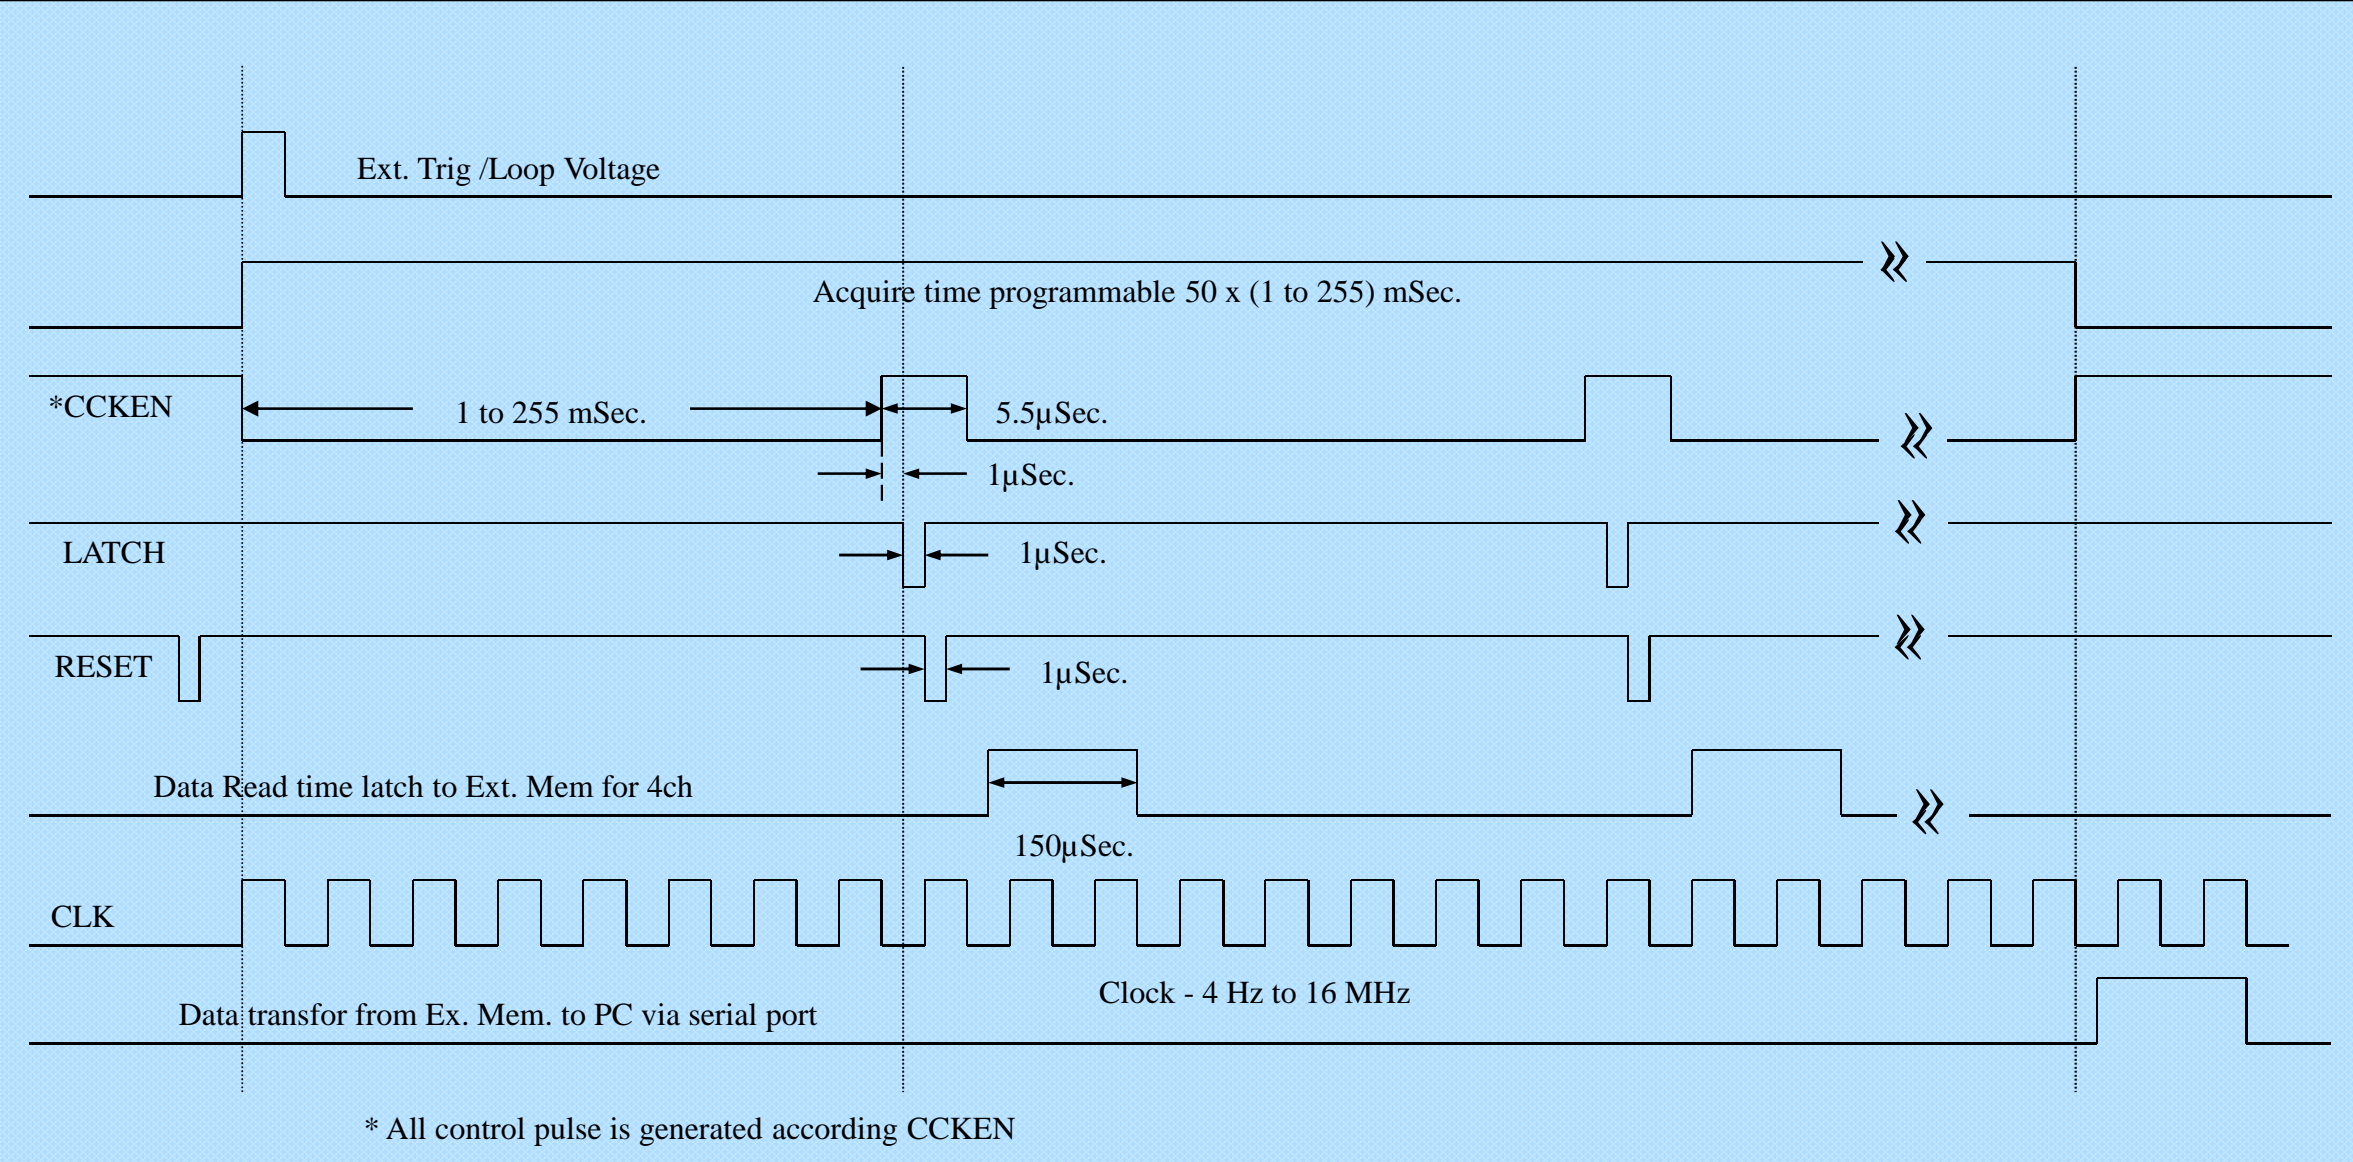 Ext. Trig /Loop Voltage
Acquire time programmable 50 x (1 to 255) mSec.
*CCKEN
1 to 255 mSec.
5.5µSec.
1µSec.
LATCH
1µSec.
RESET
1µSec.
Data Read time latch to Ext. Mem for 4ch
150µSec.
CLK
Clock - 4 Hz to 16 MHz
Data transfor from Ex. Mem. to PC via serial port
* All control pulse is generated according CCKEN